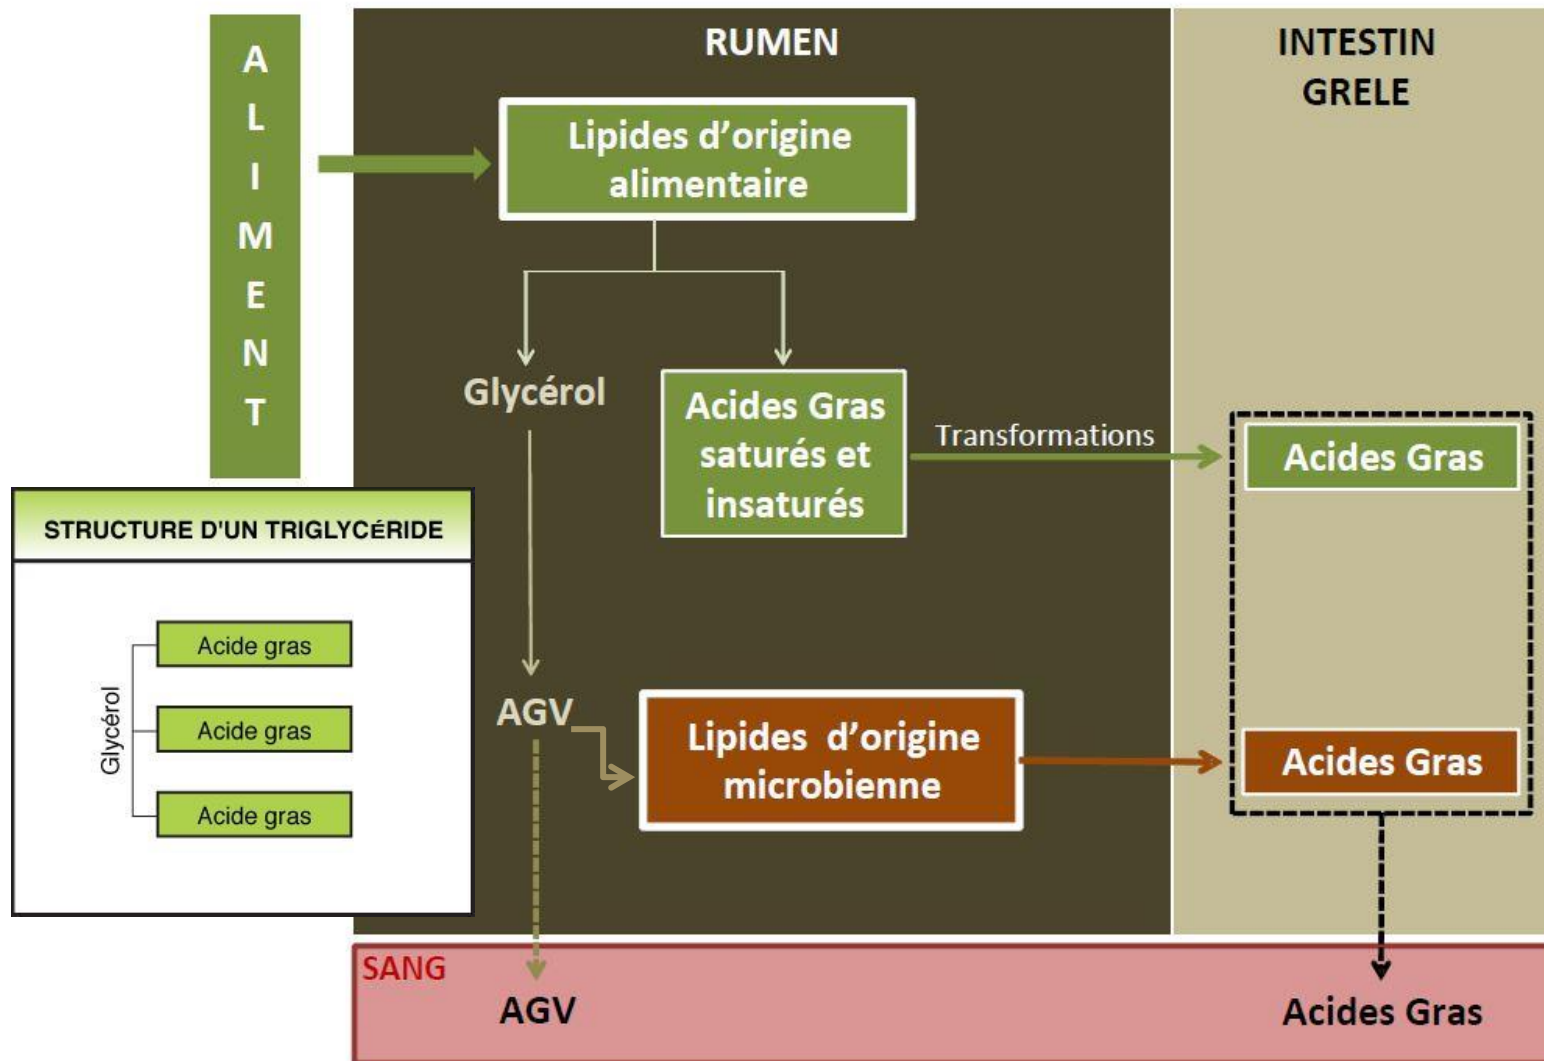 ALIMENT
RUMEN
INTESTIN
GRELE
Lipides d'origine
alimentaire
Glycérol
Acides Gras
saturés et
insaturés
Transformations
Acides Gras
STRUCTURE D'UN TRIGLYCÉRIDE
Glycérol
Acide gras
Acide gras
Acide gras
AGV
Lipides d'origine
microbienne
Acides Gras
SANG
AGV
Acides Gras